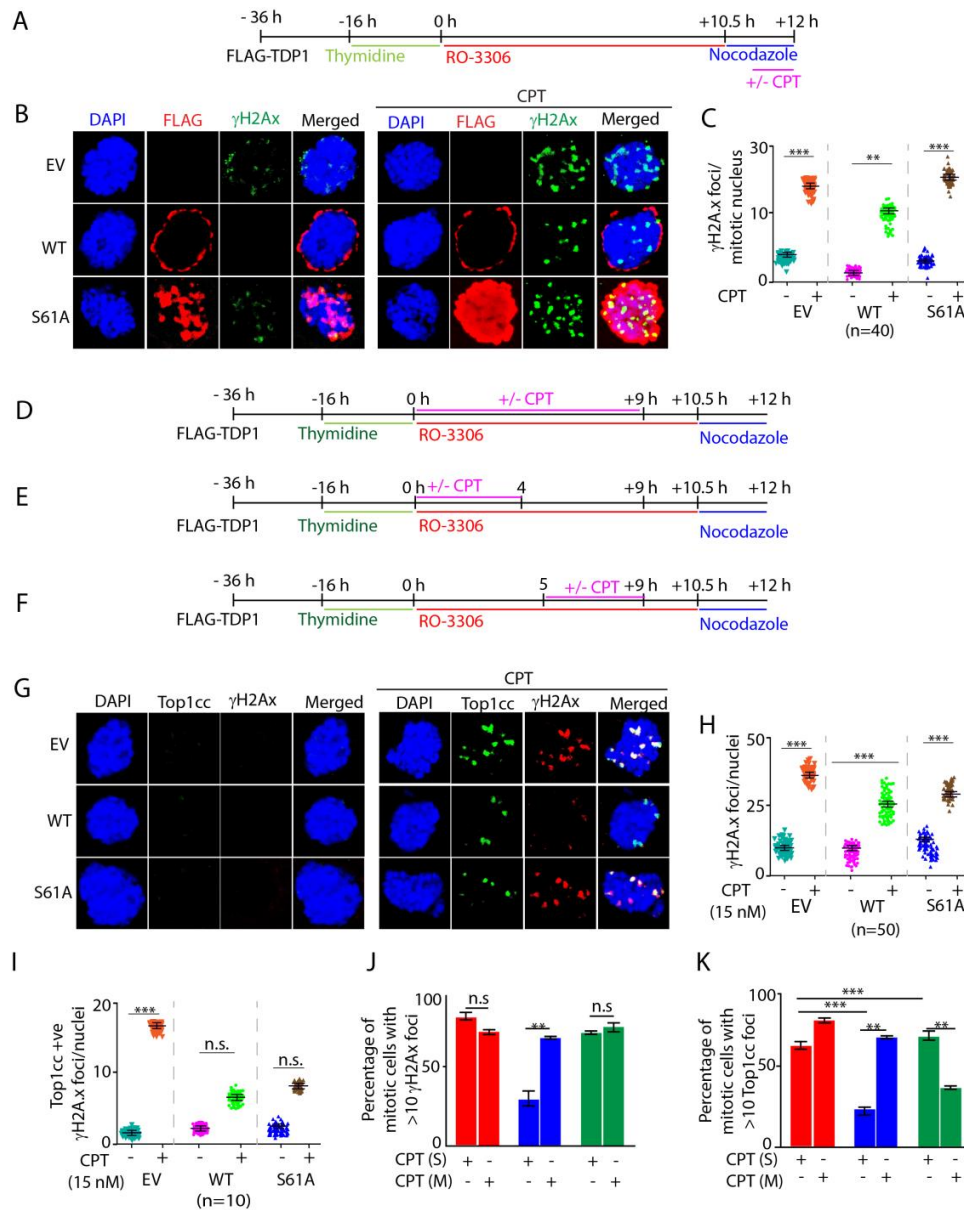 A
- 36 h
-16 h
0 h
+10.5h
+12 h
FLAG-TDP1
Thymidine
RO-3306
Nocodazole
+/- CPT
B
CPT
DAPI FLAG γH2Ax Merged DAPI FLAG γH2Ax Merged
EV
WT
S61A
C
γH2A.x foci/
mitotic nucleus
30
10
0
*** ** ***
CPT - + - + - +
EV WT S61A
(n=40)
D
- 36 h -16 h 0 h +/- CPT +9 h +10.5 h +12 h
FLAG-TDP1 Thymidine RO-3306 Nocodazole
E
- 36 h -16 h 0 h +/- CPT 4 +9 h +10.5 h +12 h
FLAG-TDP1 Thymidine RO-3306 Nocodazole
F
- 36 h -16 h 0 h 5 +/- CPT +9 h +10.5 h +12 h
FLAG-TDP1 Thymidine RO-3306 Nocodazole
G
CPT
DAPI Top1cc γH2Ax Merged DAPI Top1cc γH2Ax Merged
EV
WT
S61A
H
γH2A.x foci/nuclei
50
25
0
*** *** ***
CPT - + - + - +
(15 nM) EV WT S61A
(n=50)
I
Top1cc +ve
γH2A.x foci/nuclei
20
10
0
*** n.s. n.s.
CPT - + - + - +
(15 nM) EV WT S61A
(n=10)
J
Percentage of
mitotic cells with
>10 γH2Ax foci
100
50
0
n.s ** n.s
CPT (S) + - + - + -
CPT (M) - + - + - +
K
Percentage of
mitotic cells with
>10 Top1cc foci
100
50
0
***
*** ** **
CPT (S) + - + - + -
CPT (M) - + - + - +